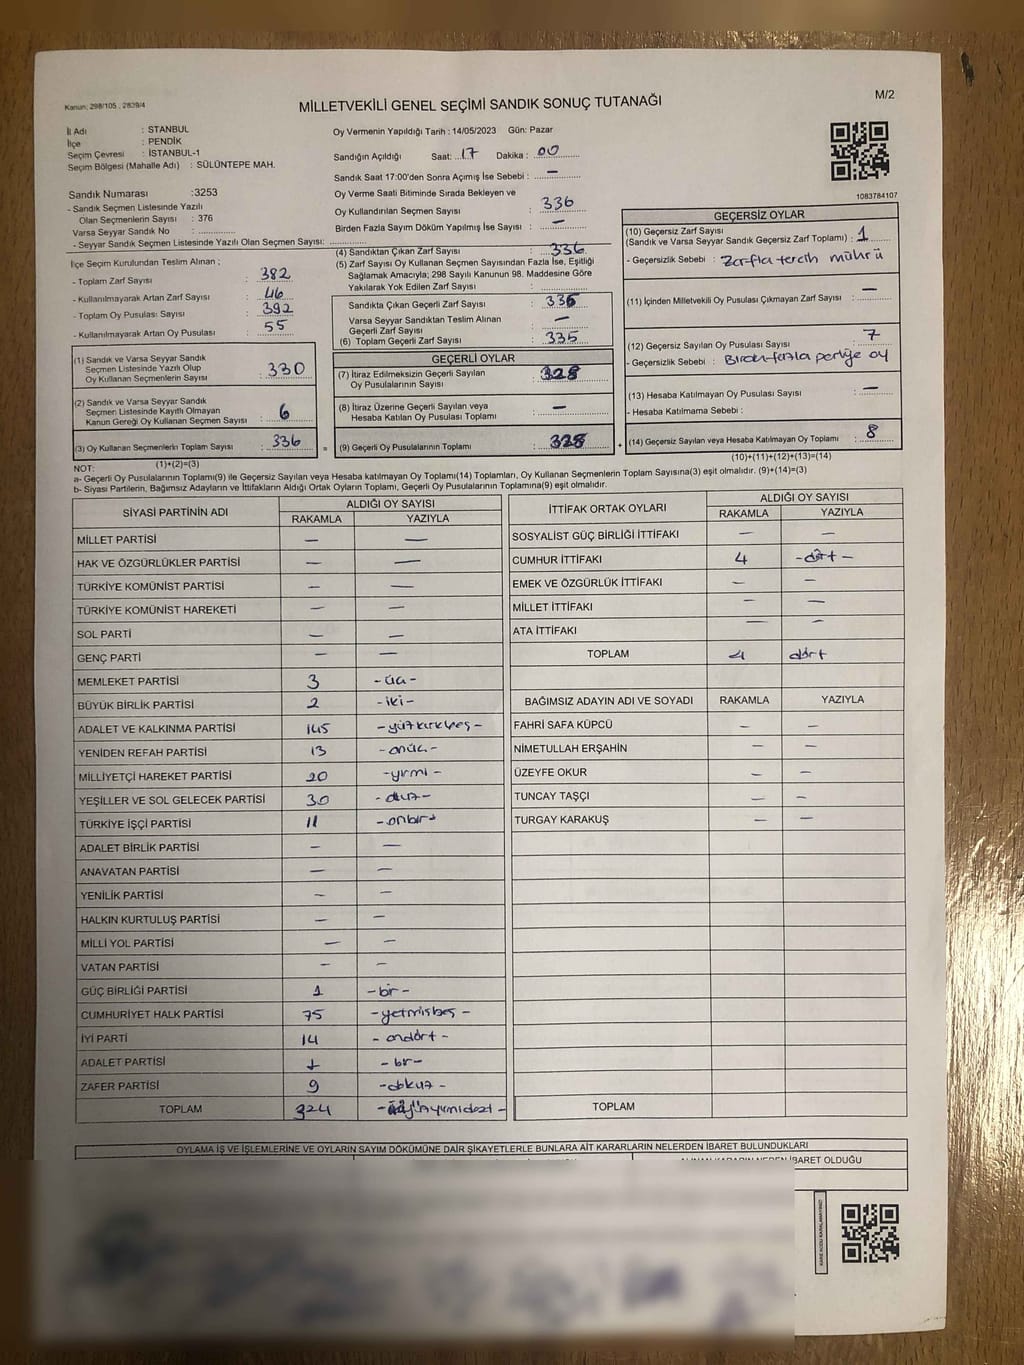 Kanun: 298/105 , 2839/4
MİLLETVEKİLİ GENEL SEÇİMİ SANDIK SONUÇ TUTANAĞI
M/2
İl Adı : STANBUL
İlçe : PENDİK
Seçim Çevresi : İSTANBUL-1
Seçim Bölgesi (Mahalle Adı) : SÜLÜNTEPE MAH.
Oy Vermenin Yapıldığı Tarih : 14/05/2023 Gün: Pazar
Sandığın Açıldığı Saat: 17 Dakika : 00
Sandık Saat 17:00'den Sonra Açımış İse Sebebi : —
Sandık Numarası :3253
- Sandık Seçmen Listesinde Yazılı
Olan Seçmenlerin Sayısı : 376
Varsa Seyyar Sandık No :
- Seyyar Sandık Seçmen Listesinde Yazılı Olan Seçmen Sayısı:
Oy Verme Saati Bitiminde Sırada Bekleyen ve
Oy Kullandırılan Seçmen Sayısı : 336
Birden Fazla Sayım Döküm Yapılmış İse Sayısı : —
1083784107
İlçe Seçim Kurulundan Teslim Alınan ;
- Toplam Zarf Sayısı : 382
- Kullanılmayarak Artan Zarf Sayısı : 46
- Toplam Oy Pusulası Sayısı : 392
- Kullanılmayarak Artan Oy Pusulası : 55
(1) Sandık ve Varsa Seyyar Sandık
Seçmen Listesinde Yazılı Olup
Oy Kullanan Seçmenlerin Sayısı : 330
(2) Sandık ve Varsa Seyyar Sandık
Seçmen Listesinde Kayıtlı Olmayan
Kanun Gereği Oy Kullanan Seçmen Sayısı : 6
(3) Oy Kullanan Seçmenlerin Toplam Sayısı : 336
(1)+(2)=(3)
(4) Sandıktan Çıkan Zarf Sayısı : 336
(5) Zarf Sayısı Oy Kullanan Seçmen Sayısından Fazla İse, Eşitliği
Sağlamak Amacıyla; 298 Sayılı Kanunun 98. Maddesine Göre
Yakılarak Yok Edilen Zarf Sayısı :
Sandıkta Çıkan Geçerli Zarf Sayısı : 335
Varsa Seyyar Sandıktan Teslim Alınan
Geçerli Zarf Sayısı : —
(6) Toplam Geçerli Zarf Sayısı : 335
GEÇERLİ OYLAR
(7) İtiraz Edilmeksizin Geçerli Sayılan
Oy Pusulalarının Sayısı : 328
(8) İtiraz Üzerine Geçerli Sayılan veya
Hesaba Katılan Oy Pusulası Toplamı : —
= (9) Geçerli Oy Pusulalarının Toplamı : 328 +
GEÇERSİZ OYLAR
(10) Geçersiz Zarf Sayısı
(Sandık ve Varsa Seyyar Sandık Geçersiz Zarf Toplamı) : 1
- Geçersizlik Sebebi : Zarfta tercih mührü
(11) İçinden Milletvekili Oy Pusulası Çıkmayan Zarf Sayısı : —
(12) Geçersiz Sayılan Oy Pusulası Sayısı : 7
- Geçersizlik Sebebi : Birden fazla partiye oy
(13) Hesaba Katılmayan Oy Pusulası Sayısı : —
- Hesaba Katılmama Sebebi :
(14) Geçersiz Sayılan veya Hesaba Katılmayan Oy Toplamı : 8
(10)+(11)+(12)+(13)=(14)
NOT:
a- Geçerli Oy Pusulalarının Toplamı(9) ile Geçersiz Sayılan veya Hesaba katılmayan Oy Toplamı(14) Toplamları, Oy Kullanan Seçmenlerin Toplam Sayısına(3) eşit olmalıdır. (9)+(14)=(3)
b- Siyasi Partilerin, Bağımsız Adayların ve İttifakların Aldığı Ortak Oyların Toplamı, Geçerli Oy Pusulalarının Toplamına(9) eşit olmalıdır.
SİYASİ PARTİNİN ADI ALDIĞI OY SAYISI
RAKAMLA YAZIYLA
MİLLET PARTİSİ — —
HAK VE ÖZGÜRLÜKLER PARTİSİ — —
TÜRKİYE KOMÜNİST PARTİSİ — —
TÜRKİYE KOMÜNİST HAREKETİ — —
SOL PARTİ — —
GENÇ PARTİ — —
MEMLEKET PARTİSİ 3 - üç -
BÜYÜK BİRLİK PARTİSİ 2 - iki -
ADALET VE KALKINMA PARTİSİ 145 - yüzkırkbeş -
YENİDEN REFAH PARTİSİ 13 - onüç -
MİLLİYETÇİ HAREKET PARTİSİ 20 - yirmi -
YEŞİLLER VE SOL GELECEK PARTİSİ 30 - otuz -
TÜRKİYE İŞÇİ PARTİSİ 11 - onbir -
ADALET BİRLİK PARTİSİ — —
ANAVATAN PARTİSİ — —
YENİLİK PARTİSİ — —
HALKIN KURTULUŞ PARTİSİ — —
MİLLİ YOL PARTİSİ — —
VATAN PARTİSİ — —
GÜÇ BİRLİĞİ PARTİSİ 1 - bir -
CUMHURİYET HALK PARTİSİ 75 - yetmişbeş -
İYİ PARTİ 14 - ondört -
ADALET PARTİSİ 1 - bir -
ZAFER PARTİSİ 9 - dokuz -
TOPLAM 324
İTTİFAK ORTAK OYLARI ALDIĞI OY SAYISI
RAKAMLA YAZIYLA
SOSYALİST GÜÇ BİRLİĞİ İTTİFAKI — —
CUMHUR İTTİFAKI 4 - dört -
EMEK VE ÖZGÜRLÜK İTTİFAKI — —
MİLLET İTTİFAKI — —
ATA İTTİFAKI — —
TOPLAM 4 dört
BAĞIMSIZ ADAYIN ADI VE SOYADI RAKAMLA YAZIYLA
FAHRİ SAFA KÜPCÜ — —
NİMETULLAH ERŞAHİN — —
ÜZEYFE OKUR — —
TUNCAY TAŞÇI — —
TURGAY KARAKUŞ — —
TOPLAM
OYLAMA İŞ VE İŞLEMLERİNE VE OYLARIN SAYIM DÖKÜMÜNE DAİR ŞİKAYETLERLE BUNLARA AİT KARARLARIN NELERDEN İBARET BULUNDUKLARI
İBARET OLDUĞU
KARE KODU KARALAMAYINIZ!